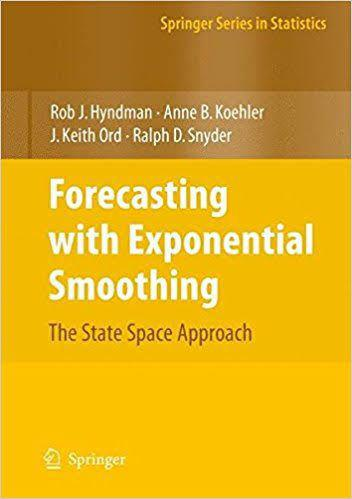 Springer Series in Statistics
Rob J. Hyndman · Anne B. Koehler
J. Keith Ord · Ralph D. Snyder
Forecasting
with Exponential
Smoothing
The State Space Approach
Springer